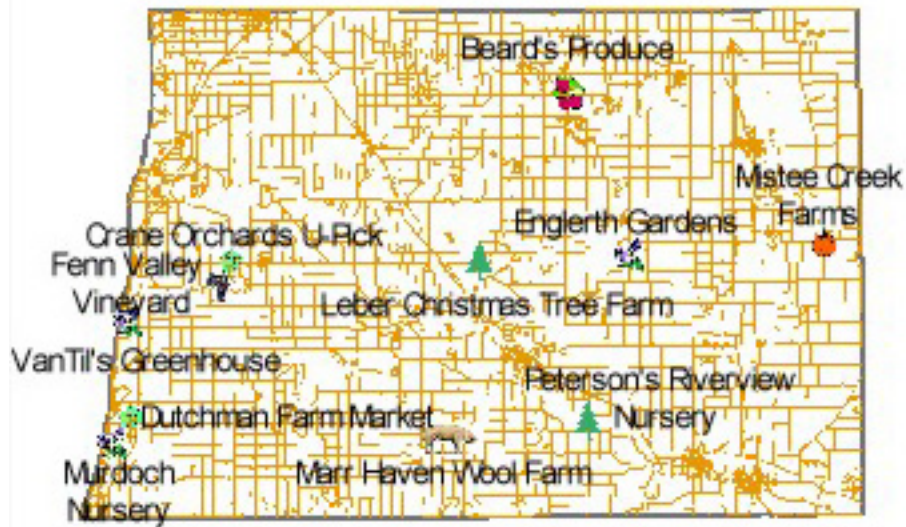 Beard's Produce
Mistee Creek
Farms
Englerth Gardens
Crane Orchards U-Pick
Fenn Valley
Vineyard
Leber Christmas Tree Farm
VanTil's Greenhouse
Peterson's Riverview
Nursery
Dutchman Farm Market
Marr Haven Wool Farm
Murdoch
Nursery